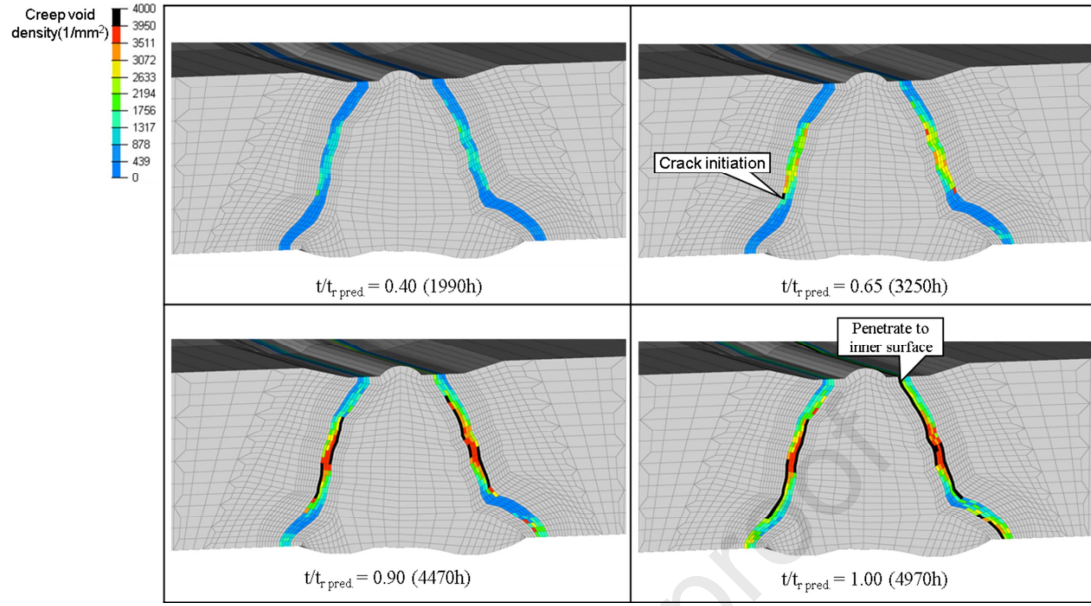 Creep void
density(1/mm²)
4000
3950
3511
3072
2633
2194
1756
1317
878
439
0
t/tr pred. = 0.40 (1990h)
Crack initiation
t/tr pred. = 0.65 (3250h)
t/tr pred. = 0.90 (4470h)
Penetrate to
inner surface
t/tr pred. = 1.00 (4970h)
proof